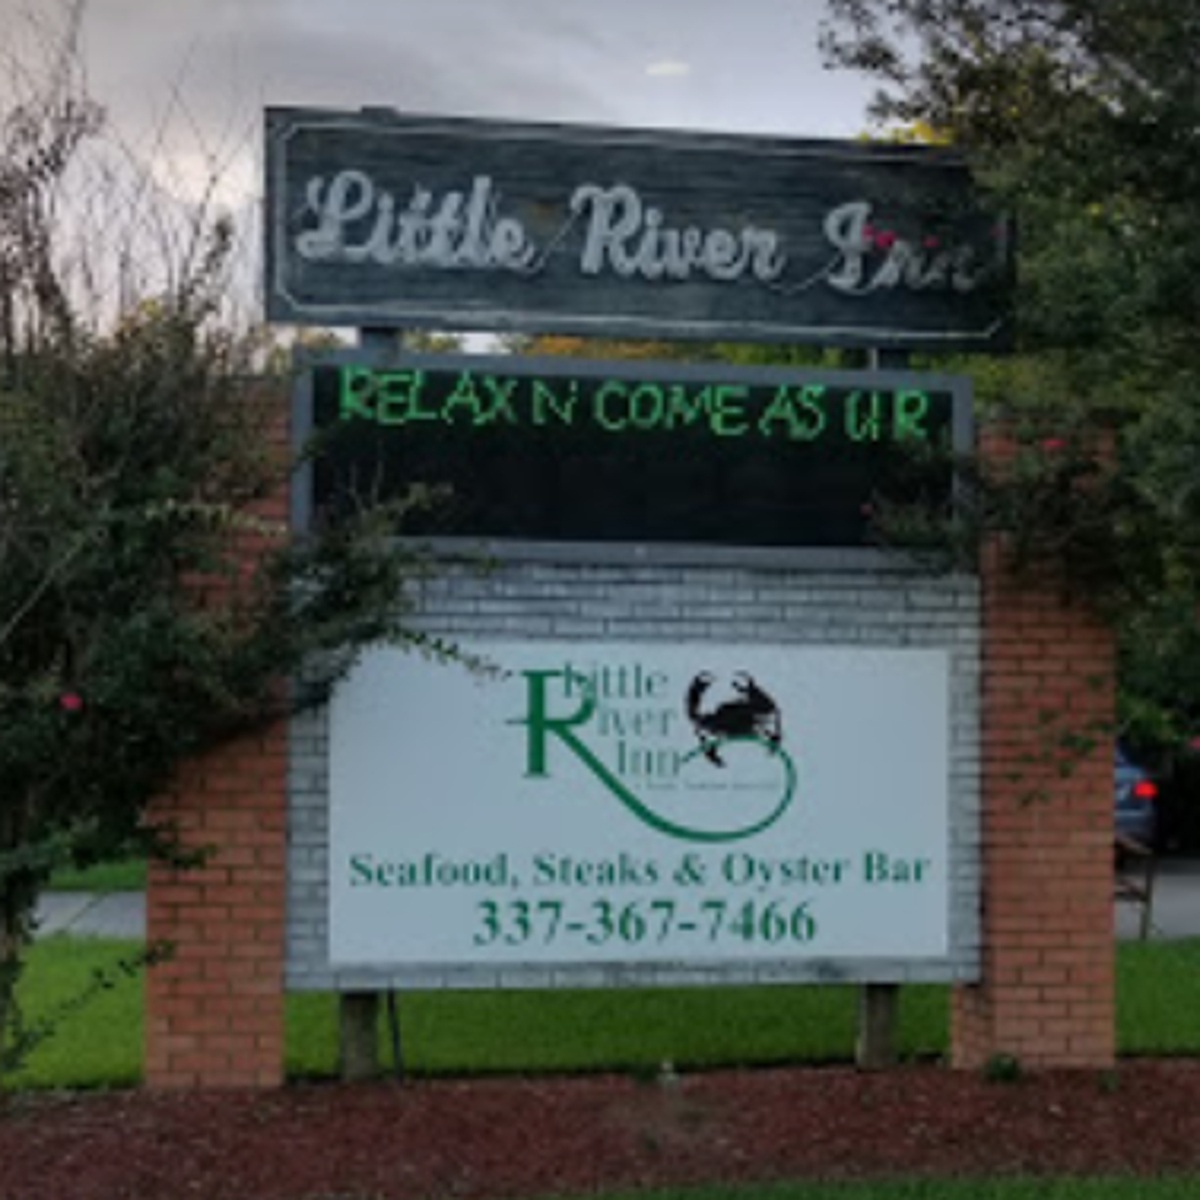 Little River Inn
RELAX N COME AS U R
Little
River
Inn
Seafood, Steaks & Oyster Bar
337-367-7466